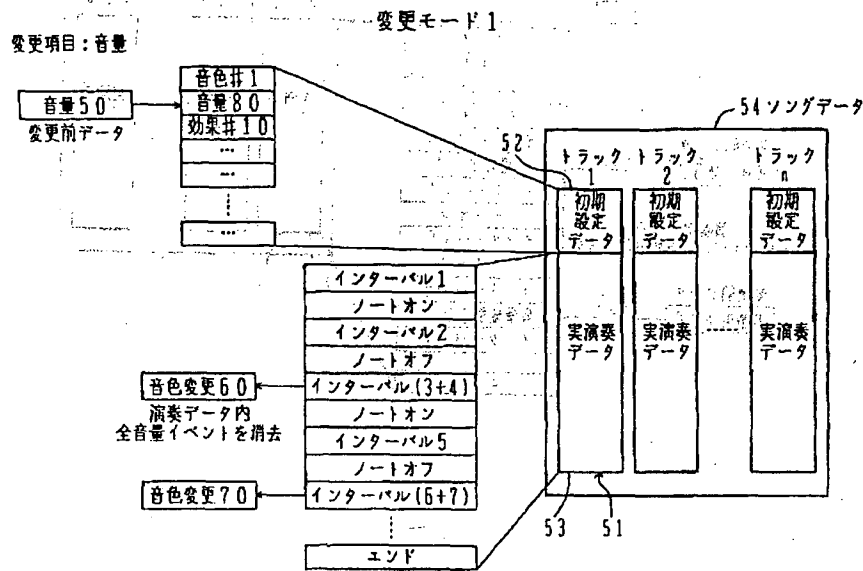 変更モード1
変更項目:音量
音量50
変更前データ
音色♯1
音量80
効果♯10
…
…
…
54 ソングデータ
52
トラック
1
トラック
2
トラック
n
初期
設定
データ
初期
設定
データ
初期
設定
データ
実演奏
データ
実演奏
データ
実演奏
データ
53
51
インターバル1
ノートオン
インターバル2
ノートオフ
インターバル(3+4)
ノートオン
インターバル5
ノートオフ
インターバル(6+7)
エンド
音色変更60
演奏データ内
全音量イベントを消去
音色変更70